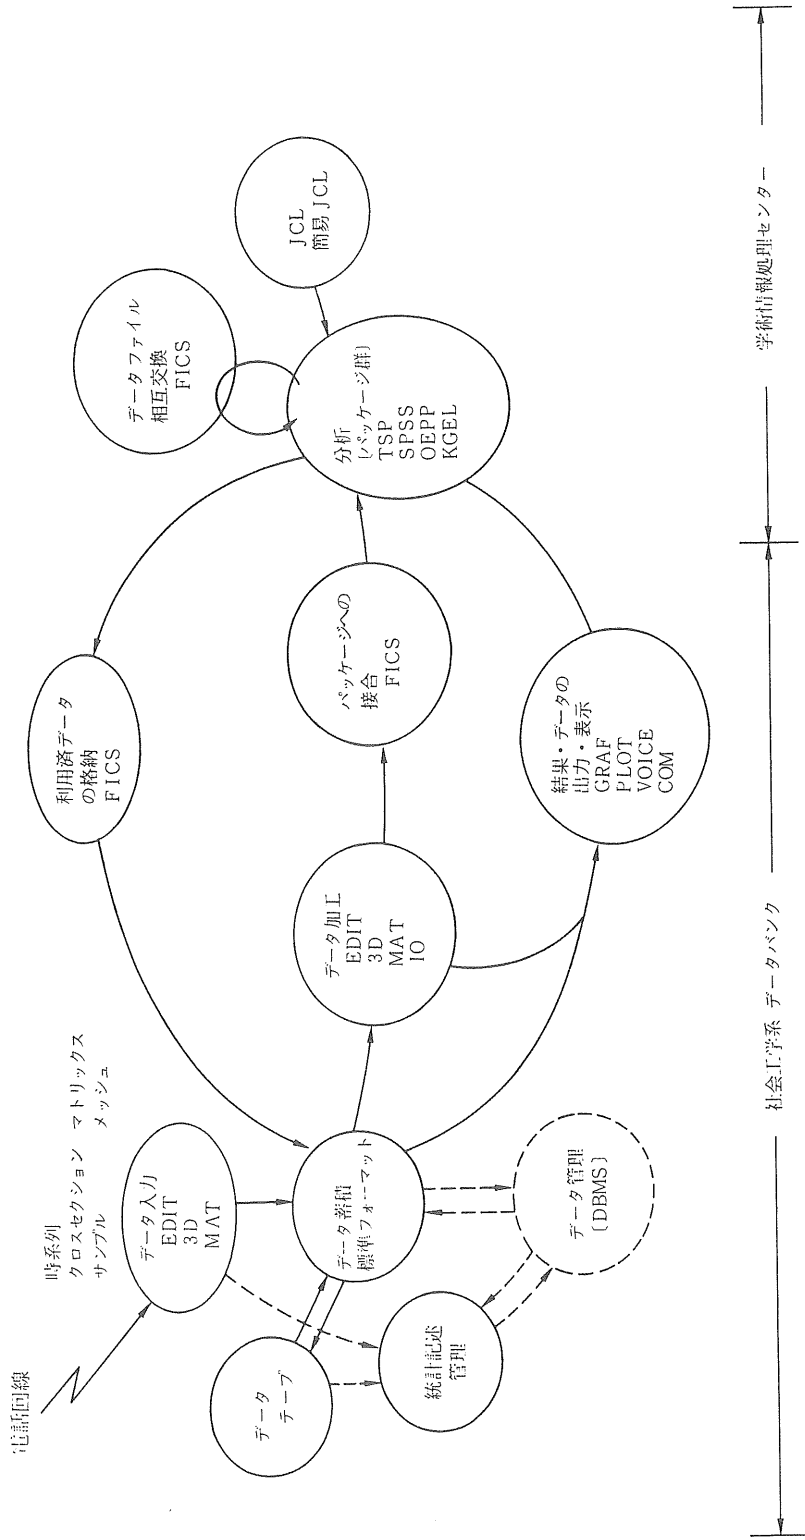 電話回線
時系列
クロスセクション マトリックス
サンプル メッシュ
データ入力
EDIT
3D
MAT
データ
テープ
データ蓄積
標準フォーマット
統計記述
管理
データ管理
〔DBMS〕
利用済データ
の格納
FICS
データ加工
EDIT
3D
MAT
IO
パッケージへの
接合
FICS
結果・データの
出力・表示
GRAF
PLOT
VOICE
COM
データファイル
相互交換
FICS
分析
〔パッケージ群〕
TSP
SPSS
OEPP
KGEL
JCL
簡易 JCL
社会工学系 データバンク
学術情報処理センター